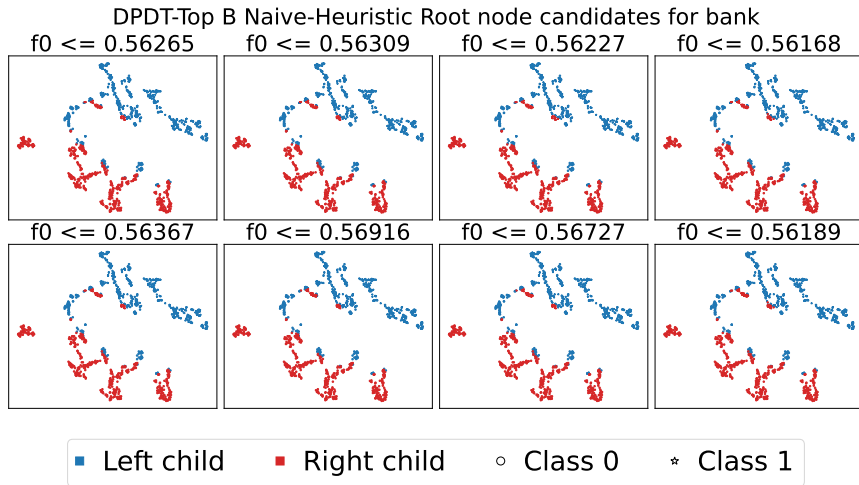 DPDT-Top B Naive-Heuristic Root node candidates for bank
f0 <= 0.56265 f0 <= 0.56309 f0 <= 0.56227 f0 <= 0.56168
f0 <= 0.56367 f0 <= 0.56916 f0 <= 0.56727 f0 <= 0.56189
Left child Right child Class 0 Class 1